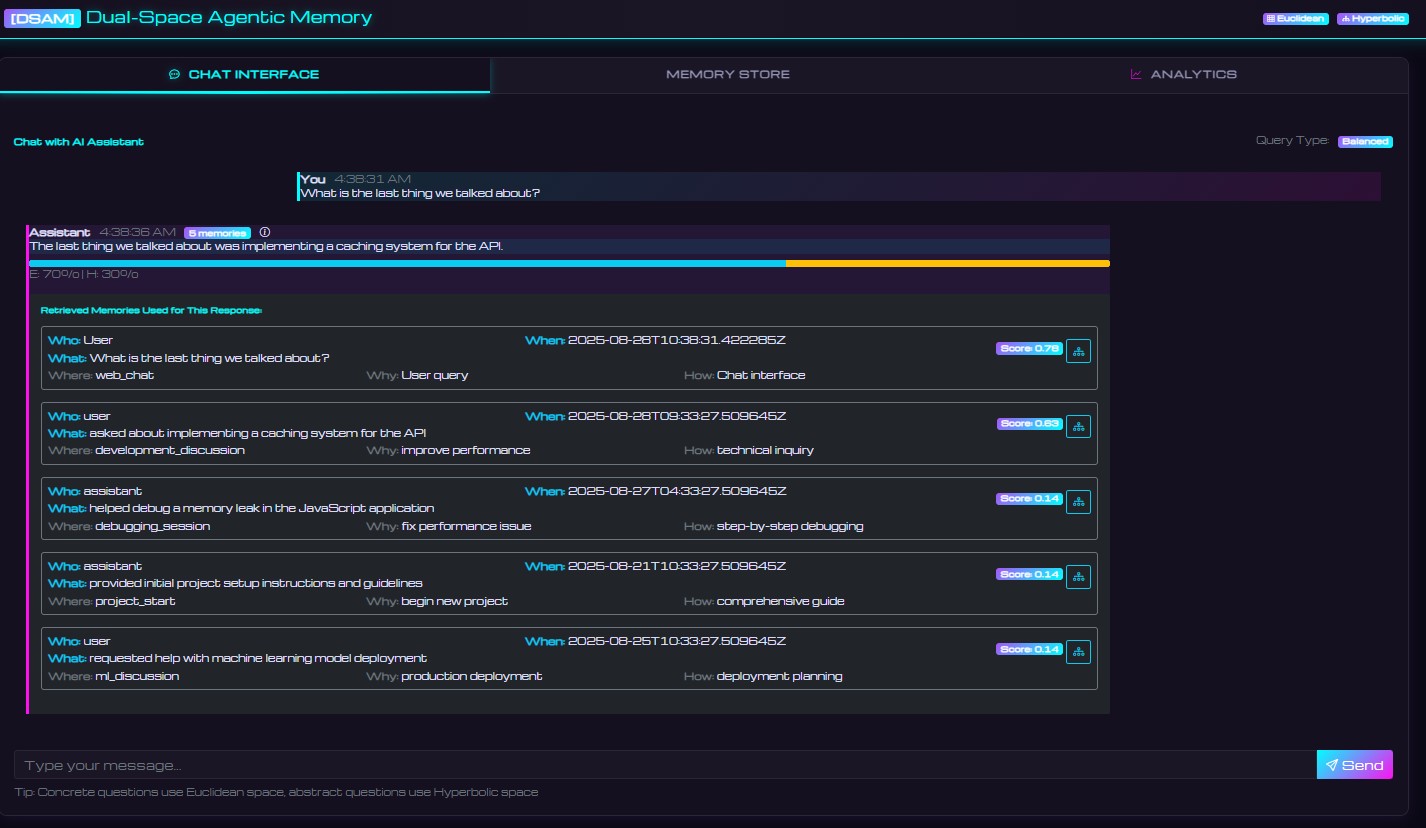 [DSAM] Dual-Space Agentic Memory
Euclidean Hyperbolic
CHAT INTERFACE
MEMORY STORE
ANALYTICS
Chat with AI Assistant
Query Type: Balanced
You 4:38:31 AM
What is the last thing we talked about?
Assistant 4:38:36 AM 5 memories
The last thing we talked about was implementing a caching system for the API.
E: 70% | H: 30%
Retrieved Memories Used for This Response:
Who: User When: 2025-08-28T10:38:31.422285Z Score: 0.78
What: What is the last thing we talked about?
Where: web_chat Why: User query How: Chat interface
Who: user When: 2025-08-28T09:33:27.509645Z Score: 0.63
What: asked about implementing a caching system for the API
Where: development_discussion Why: improve performance How: technical inquiry
Who: assistant When: 2025-08-27T04:33:27.509645Z Score: 0.14
What: helped debug a memory leak in the JavaScript application
Where: debugging_session Why: fix performance issue How: step-by-step debugging
Who: assistant When: 2025-08-21T10:33:27.509645Z Score: 0.14
What: provided initial project setup instructions and guidelines
Where: project_start Why: begin new project How: comprehensive guide
Who: user When: 2025-08-25T10:33:27.509645Z Score: 0.14
What: requested help with machine learning model deployment
Where: ml_discussion Why: production deployment How: deployment planning
Type your message...
Send
Tip: Concrete questions use Euclidean space, abstract questions use Hyperbolic space